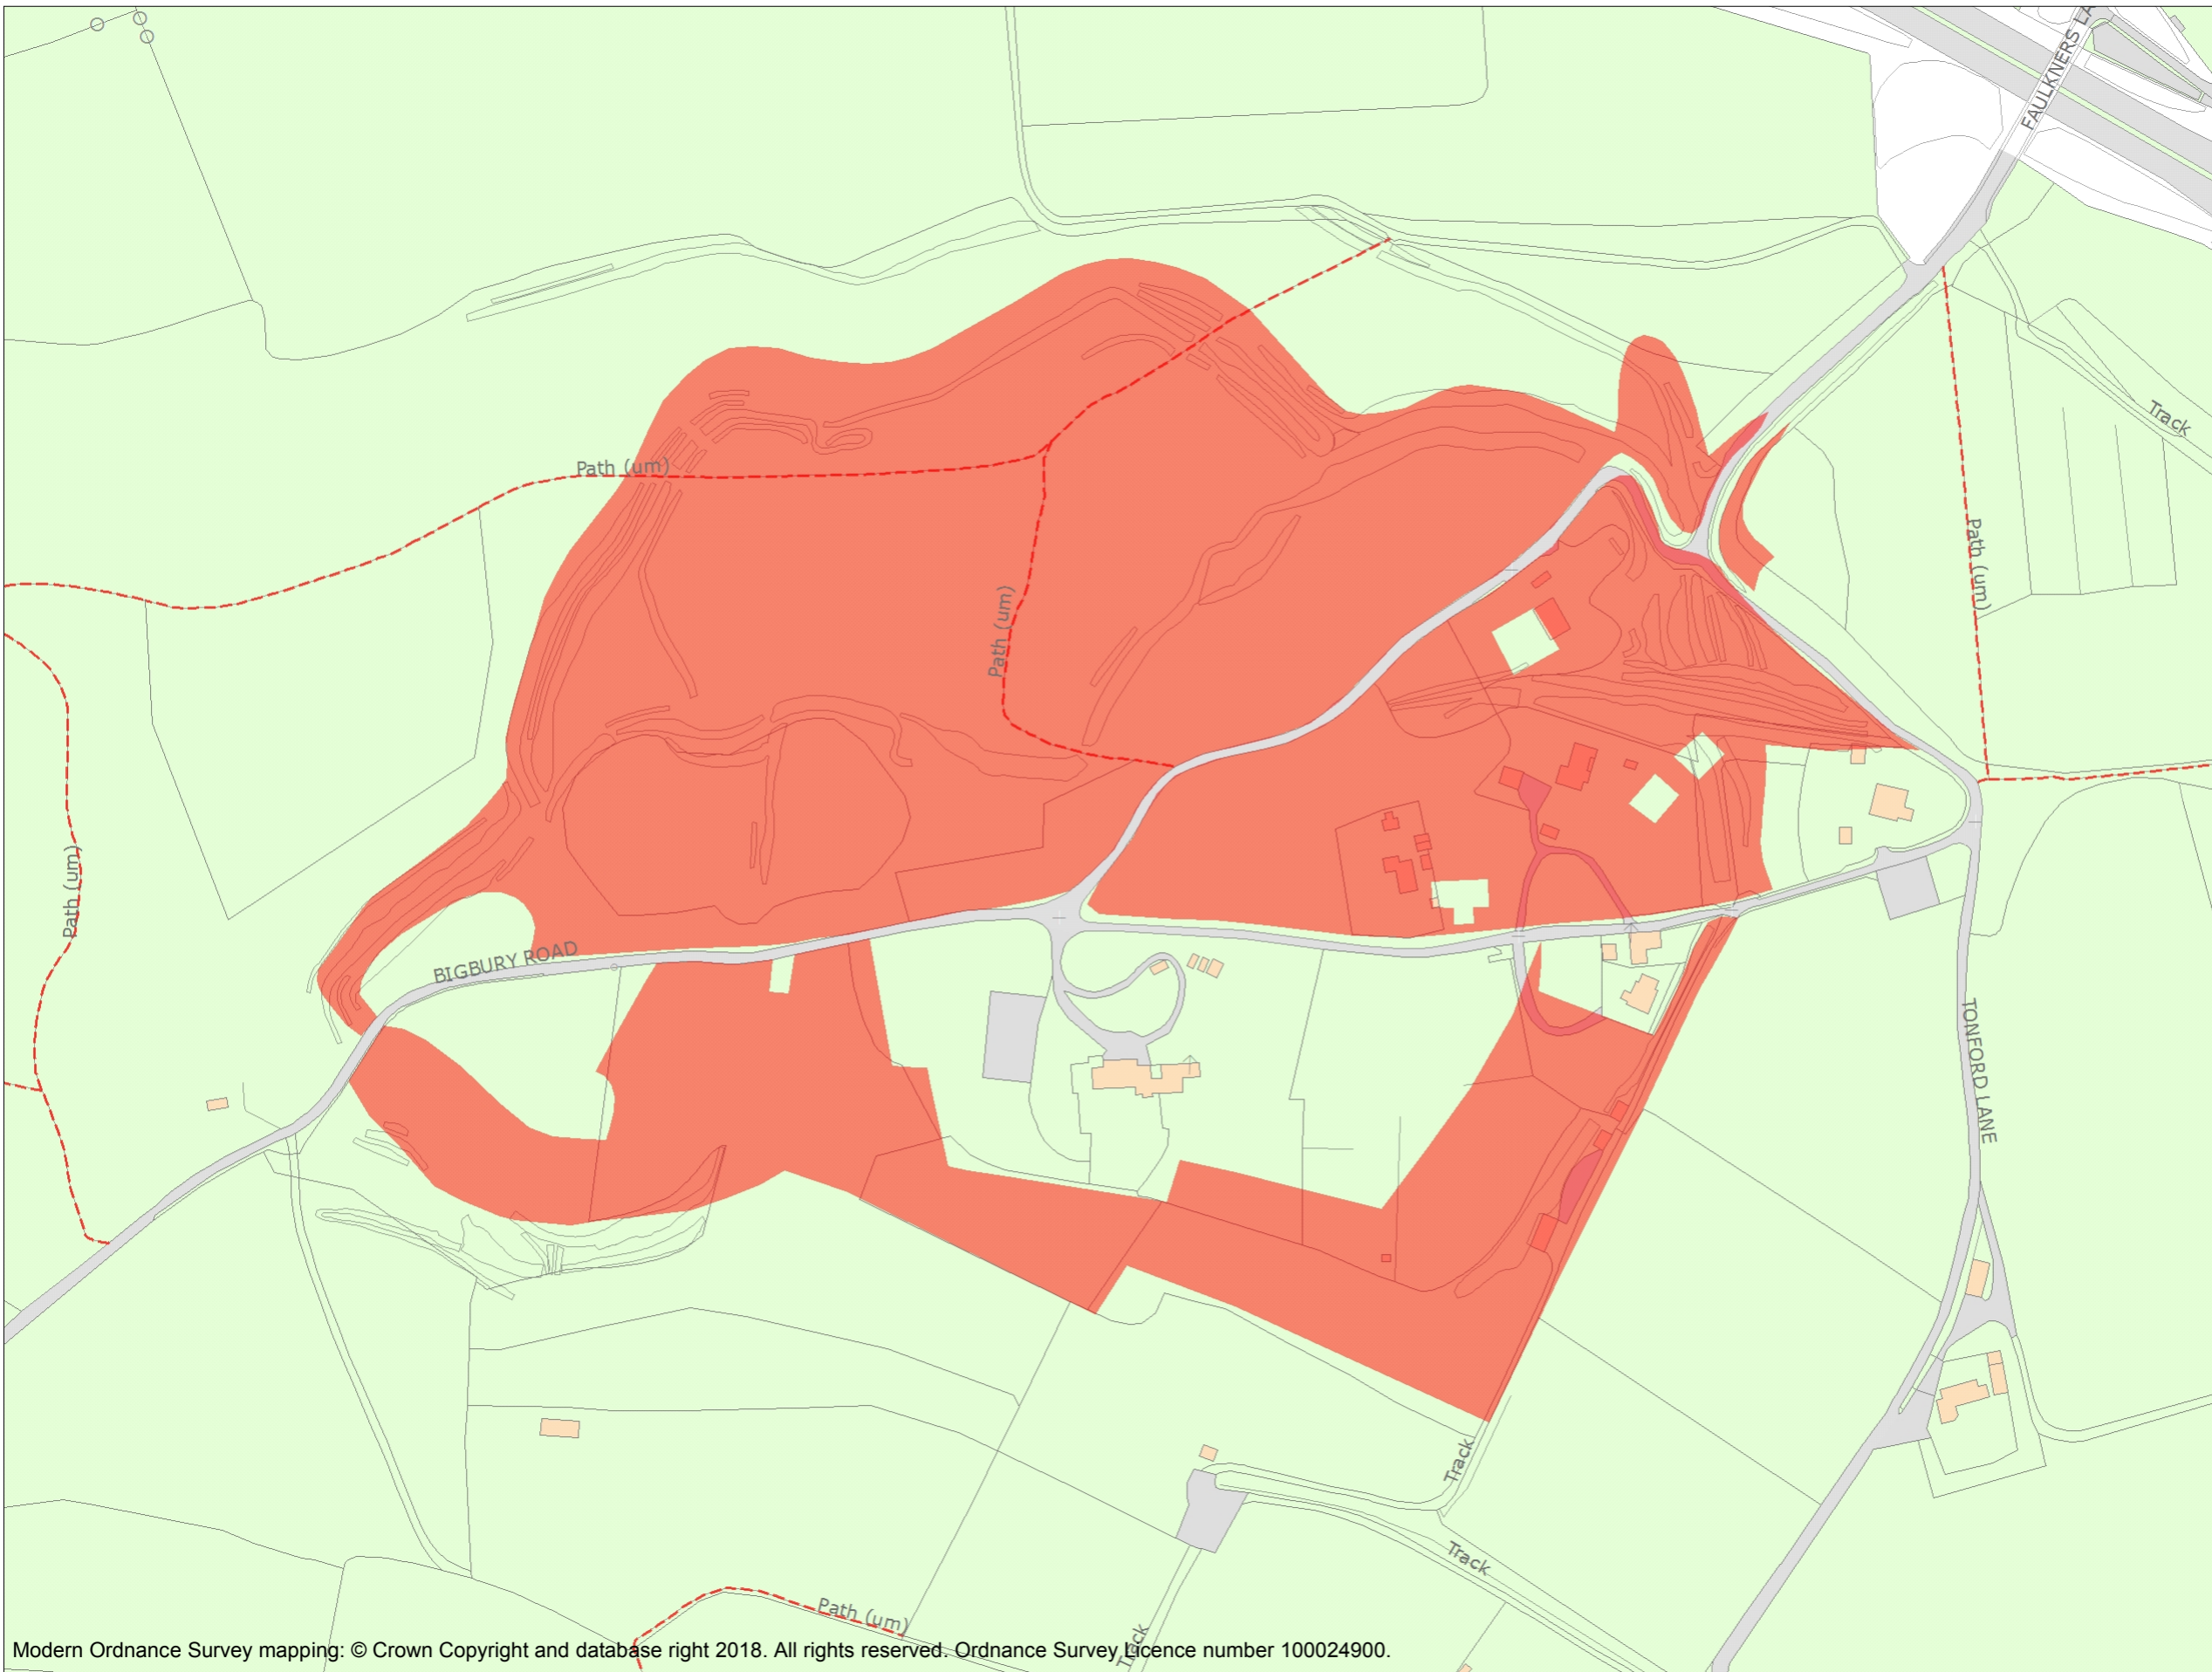 FAULKNERS LA
Track
Path (um)
Path (um)
Path (um)
Path (um)
BIGBURY ROAD
TONFORD LANE
Track
Track
Path (um)
Track
Modern Ordnance Survey mapping: © Crown Copyright and database right 2018. All rights reserved. Ordnance Survey Licence number 100024900.